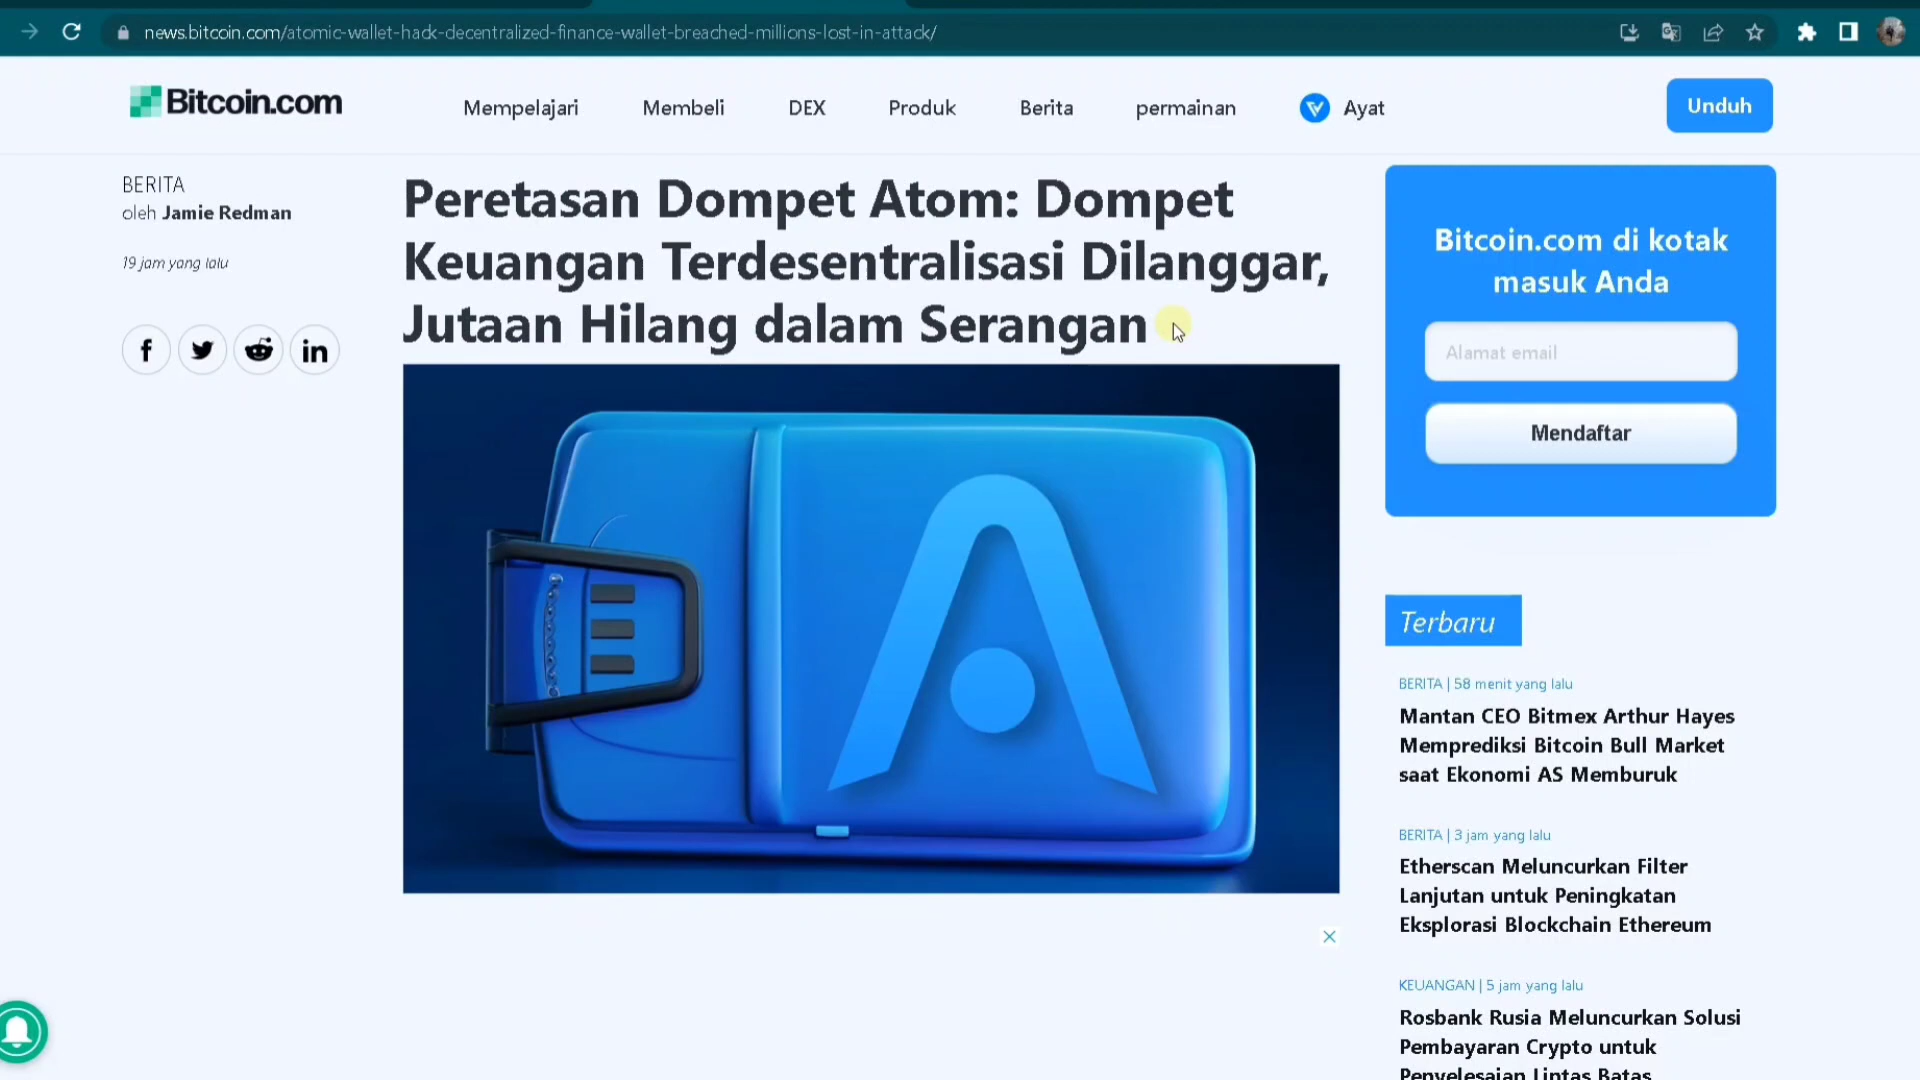 news.bitcoin.com/atomic-wallet-hack-decentralized-finance-wallet-breached-millions-lost-in-attack/
Bitcoin.com
Mempelajari
Membeli
DEX
Produk
Berita
permainan
Ayat
Unduh
BERITA
oleh Jamie Redman
19 jam yang lalu
Peretasan Dompet Atom: Dompet
Keuangan Terdesentralisasi Dilanggar,
Jutaan Hilang dalam Serangan
Bitcoin.com di kotak
masuk Anda
Alamat email
Mendaftar
Terbaru
BERITA | 58 menit yang lalu
Mantan CEO Bitmex Arthur Hayes
Memprediksi Bitcoin Bull Market
saat Ekonomi AS Memburuk
BERITA | 3 jam yang lalu
Etherscan Meluncurkan Filter
Lanjutan untuk Peningkatan
Eksplorasi Blockchain Ethereum
KEUANGAN | 5 jam yang lalu
Rosbank Rusia Meluncurkan Solusi
Pembayaran Crypto untuk
Penyelesaian Lintas Batas